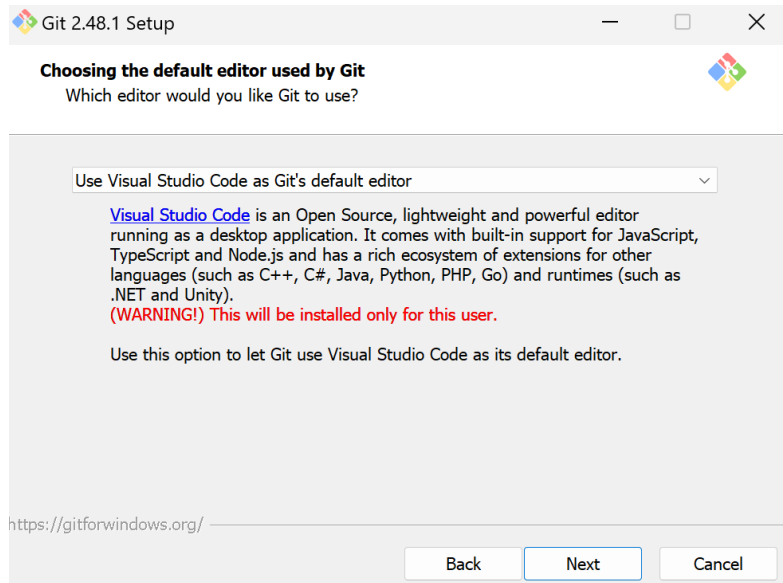 Git 2.48.1 Setup
Choosing the default editor used by Git
Which editor would you like Git to use?
Use Visual Studio Code as Git's default editor
Visual Studio Code is an Open Source, lightweight and powerful editor
running as a desktop application. It comes with built-in support for JavaScript,
TypeScript and Node.js and has a rich ecosystem of extensions for other
languages (such as C++, C#, Java, Python, PHP, Go) and runtimes (such as
.NET and Unity).
(WARNING!) This will be installed only for this user.
Use this option to let Git use Visual Studio Code as its default editor.
https://gitforwindows.org/
Back
Next
Cancel